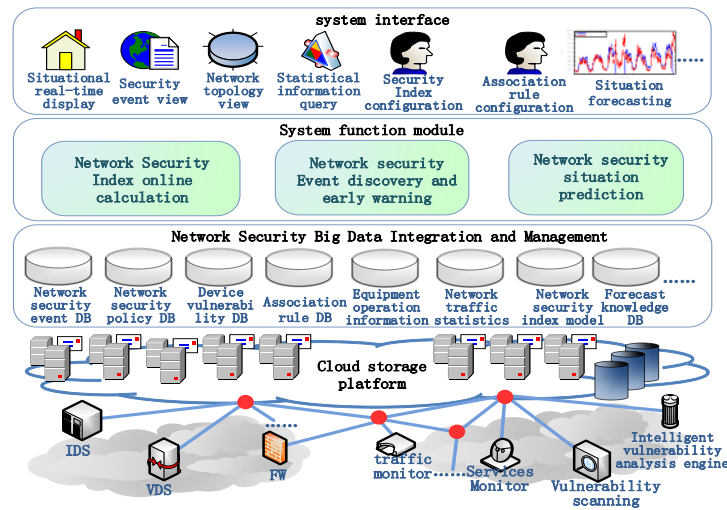 system interface
Situational
real-time
display
Security
event view
Network
topology
view
Statistical
information
query
Security
Index
configuration
Association
rule
configuration
Situation
forecasting
......
System function module
Network Security
Index online
calculation
Network security
Event discovery and
early warning
Network security
situation
prediction
Network Security Big Data Integration and Management
Network
security
event DB
Network
security
policy DB
Device
vulnerabi
lity DB
Association
rule DB
Equipment
operation
information
Network
traffic
statistics
Network
security
index model
Forecast
knowledge
DB
......
Cloud storage
platform
IDS
VDS
......
FW
traffic
monitor
......
Services
Monitor
Vulnerability
scanning
Intelligent
vulnerability
analysis engine